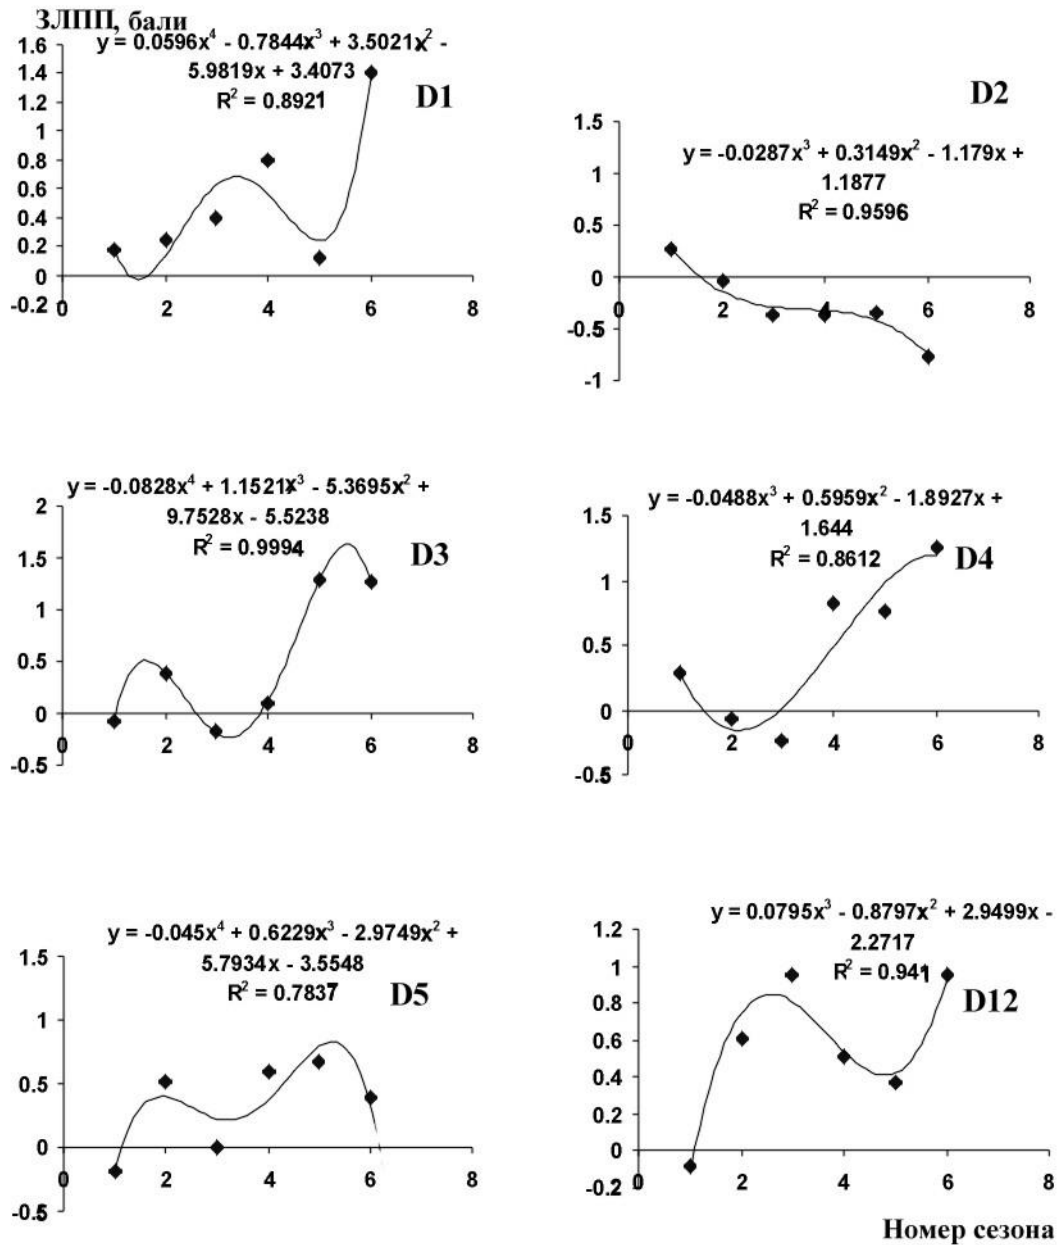 ЗЛПП, бали
y = 0.0596x⁴ - 0.7844x³ + 3.5021x² -
5.9819x + 3.4073
R² = 0.8921
D1
1.6
1.4
1.2
1
0.8
0.6
0.4
0.2
0
-0.2
0 2 4 6 8
D2
y = -0.0287x³ + 0.3149x² - 1.179x +
1.1877
R² = 0.9596
1.5
1
0.5
0
-0.5
-1
0 2 4 6 8
y = -0.0828x⁴ + 1.1521x³ - 5.3695x² +
9.7528x - 5.5238
R² = 0.9994
D3
2
1.5
1
0.5
0
-0.5
0 2 4 6 8
y = -0.0488x³ + 0.5959x² - 1.8927x +
1.644
R² = 0.8612
D4
1.5
1
0.5
0
-0.5
0 2 4 6 8
y = -0.045x⁴ + 0.6229x³ - 2.9749x² +
5.7934x - 3.5548
R² = 0.7837
D5
1.5
1
0.5
0
-0.5
0 2 4 6 8
y = 0.0795x³ - 0.8797x² + 2.9499x -
2.2717
R² = 0.941
D12
1.2
1
0.8
0.6
0.4
0.2
0
-0.2
0 2 4 6 8
Номер сезона